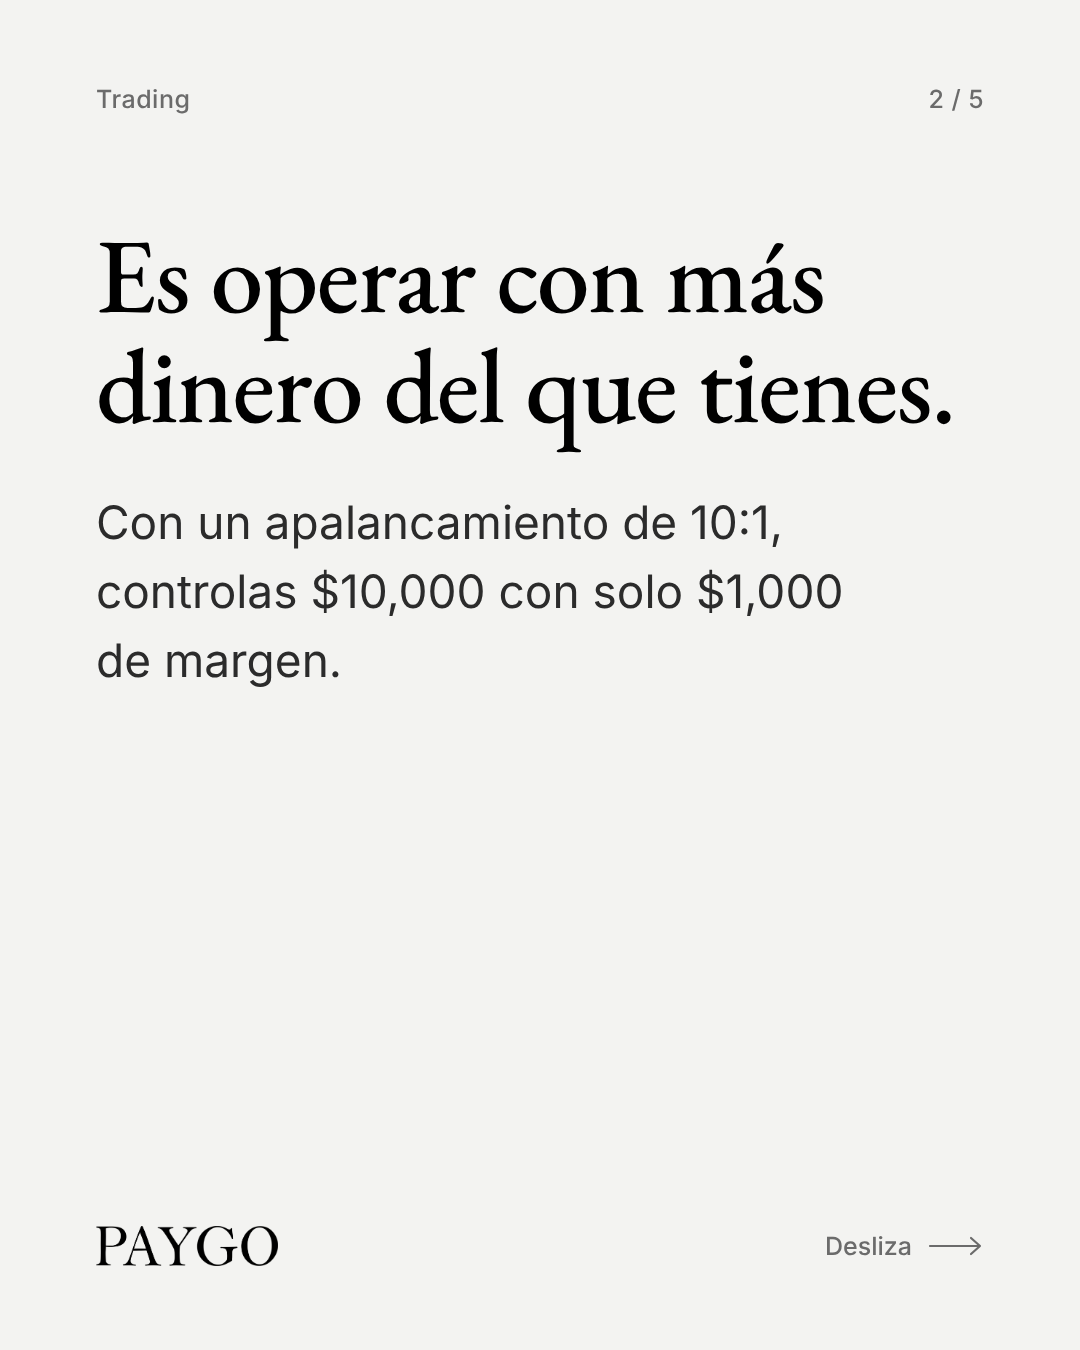 Trading
2 / 5
Es operar con más
dinero del que tienes.
Con un apalancamiento de 10:1,
controlas $10,000 con solo $1,000
de margen.
PAYGO
Desliza